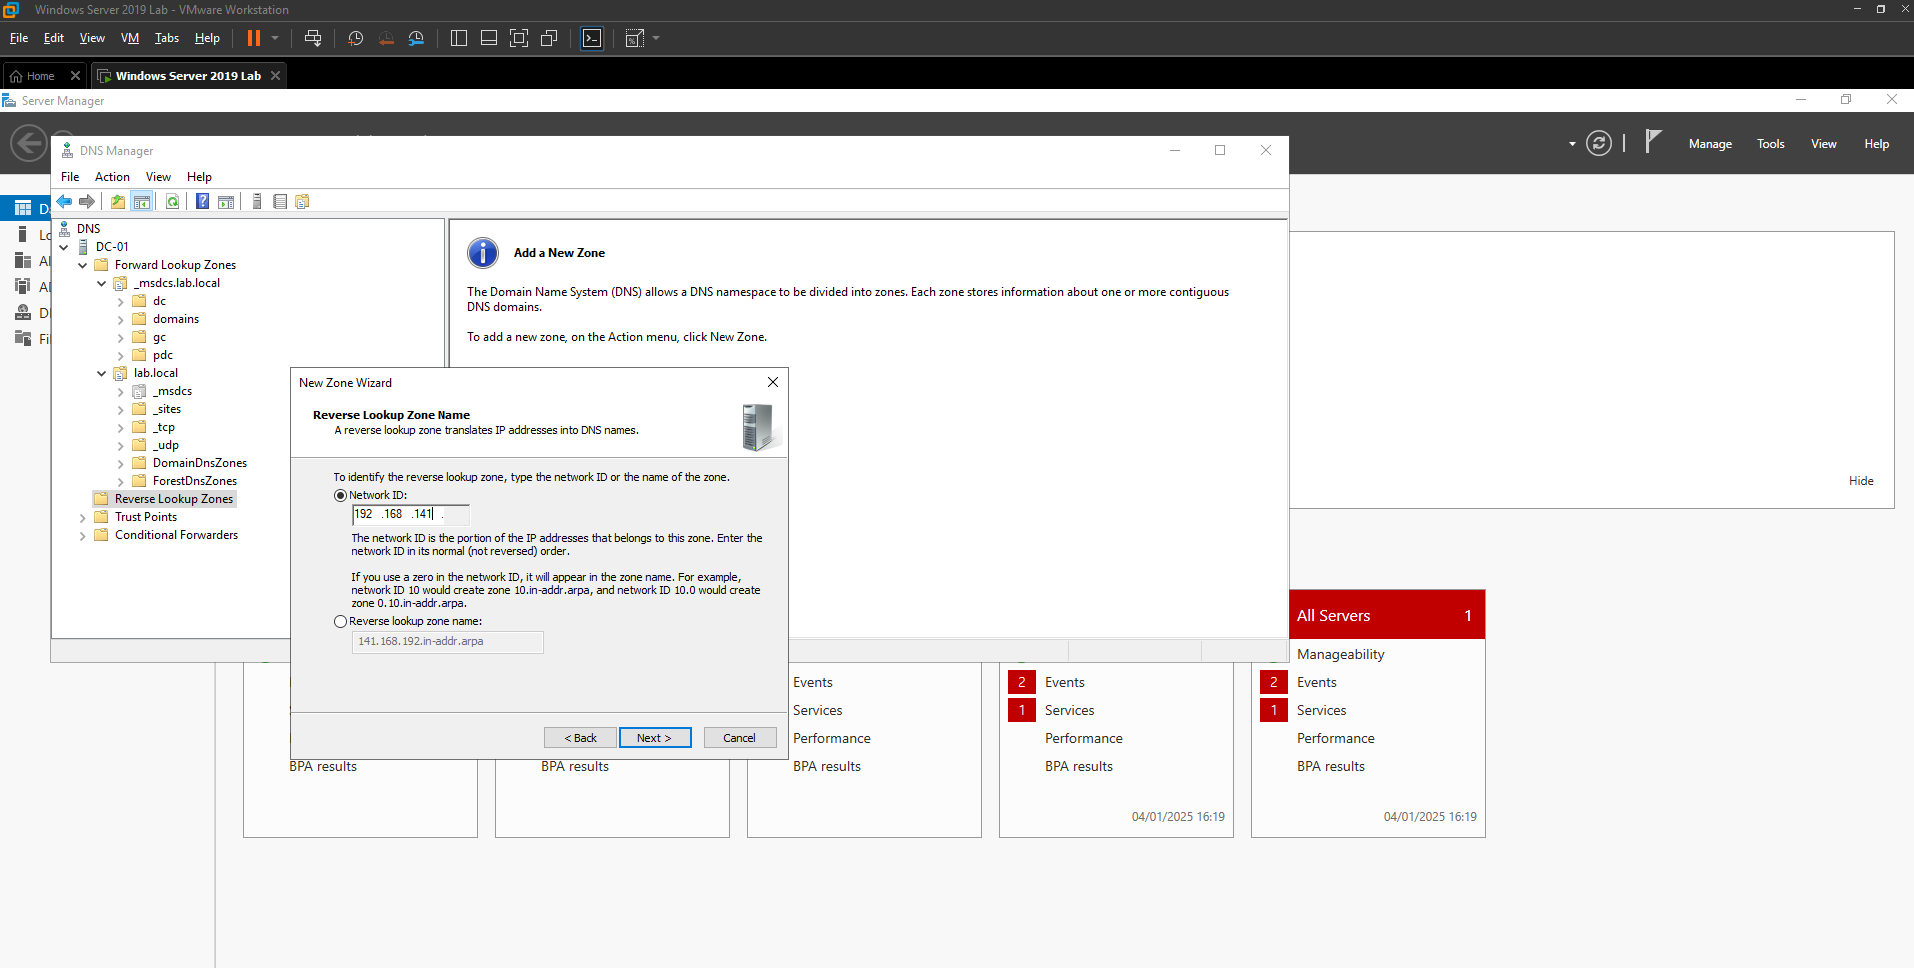 Windows Server 2019 Lab - VMware Workstation
File Edit View VM Tabs Help
Home
Windows Server 2019 Lab
Server Manager
Manage Tools View Help
DNS Manager
File Action View Help
DNS
DC-01
Forward Lookup Zones
_msdcs.lab.local
dc
domains
gc
pdc
lab.local
_msdcs
_sites
_tcp
_udp
DomainDnsZones
ForestDnsZones
Reverse Lookup Zones
Trust Points
Conditional Forwarders
Add a New Zone
The Domain Name System (DNS) allows a DNS namespace to be divided into zones. Each zone stores information about one or more contiguous
DNS domains.
To add a new zone, on the Action menu, click New Zone.
New Zone Wizard
Reverse Lookup Zone Name
A reverse lookup zone translates IP addresses into DNS names.
To identify the reverse lookup zone, type the network ID or the name of the zone.
Network ID:
192 .168 .141 .
The network ID is the portion of the IP addresses that belongs to this zone. Enter the
network ID in its normal (not reversed) order.
If you use a zero in the network ID, it will appear in the zone name. For example,
network ID 10 would create zone 10.in-addr.arpa, and network ID 10.0 would create
zone 0.10.in-addr.arpa.
Reverse lookup zone name:
141.168.192.in-addr.arpa
< Back Next > Cancel
Hide
All Servers 1
Manageability
Events
Services
Performance
BPA results
BPA results
BPA results
2 Events
1 Services
Performance
BPA results
04/01/2025 16:19
2 Events
1 Services
Performance
BPA results
04/01/2025 16:19